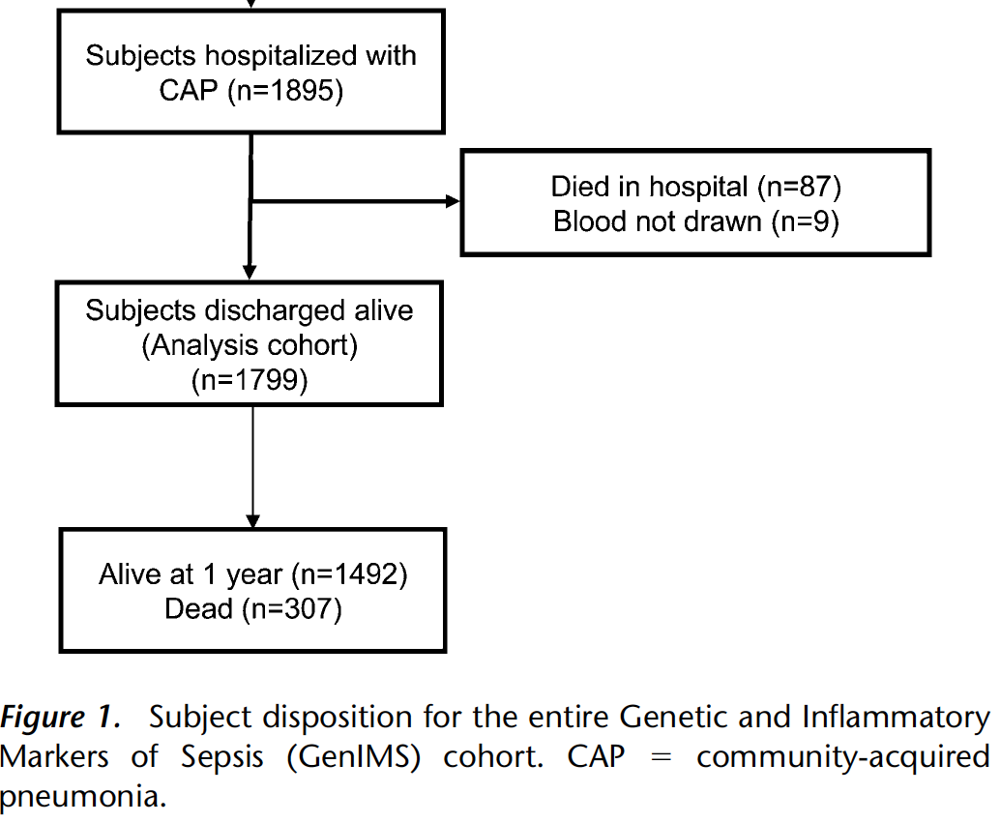 Subjects hospitalized with
CAP (n=1895)
Died in hospital (n=87)
Blood not drawn (n=9)
Subjects discharged alive
(Analysis cohort)
(n=1799)
Alive at 1 year (n=1492)
Dead (n=307)
Figure 1. Subject disposition for the entire Genetic and Inflammatory
Markers of Sepsis (GenIMS) cohort. CAP = community-acquired
pneumonia.